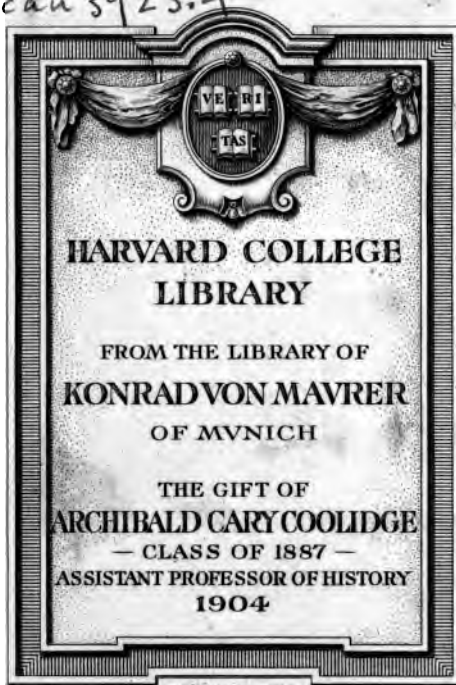 VE RI
TAS
HARVARD COLLEGE
LIBRARY
FROM THE LIBRARY OF
KONRAD VON MAVRER
OF MVNICH
THE GIFT OF
ARCHIBALD CARY COOLIDGE
— CLASS OF 1887 —
ASSISTANT PROFESSOR OF HISTORY
1904